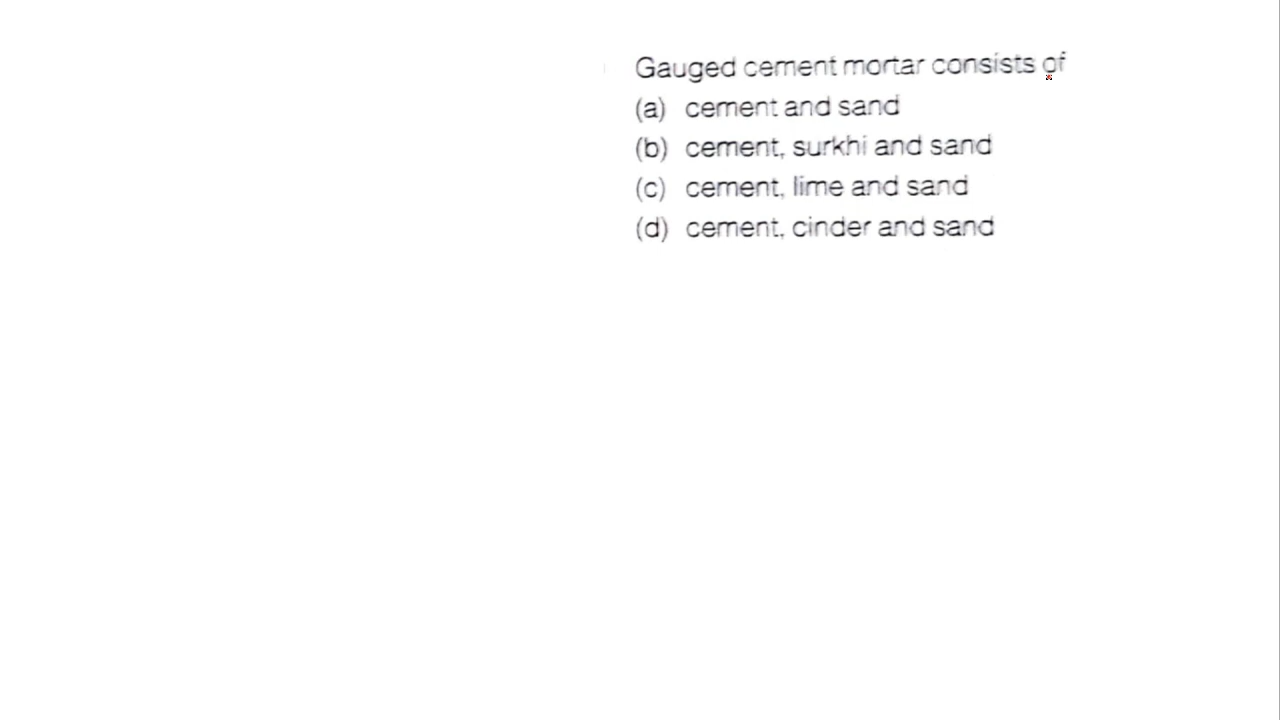 Gauged cement mortar consists of
(a) cement and sand
(b) cement, surkhi and sand
(c) cement, lime and sand
(d) cement, cinder and sand